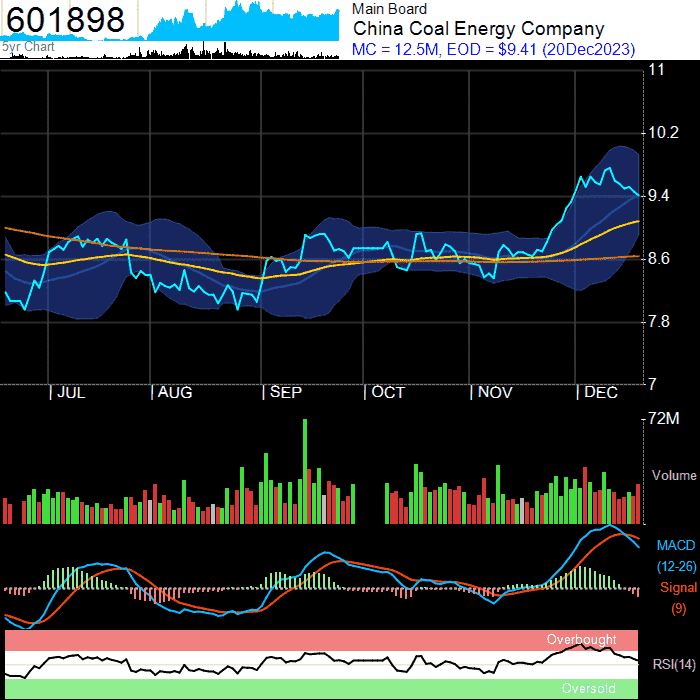 601898
5yr Chart
Main Board
China Coal Energy Company
MC = 12.5M, EOD = $9.41 (20Dec2023)
11
10.2
9.4
8.6
7.8
7
| JUL | AUG | SEP | OCT | NOV | DEC
72M
Volume
MACD
(12-26)
Signal
(9)
Overbought
RSI(14)
Oversold